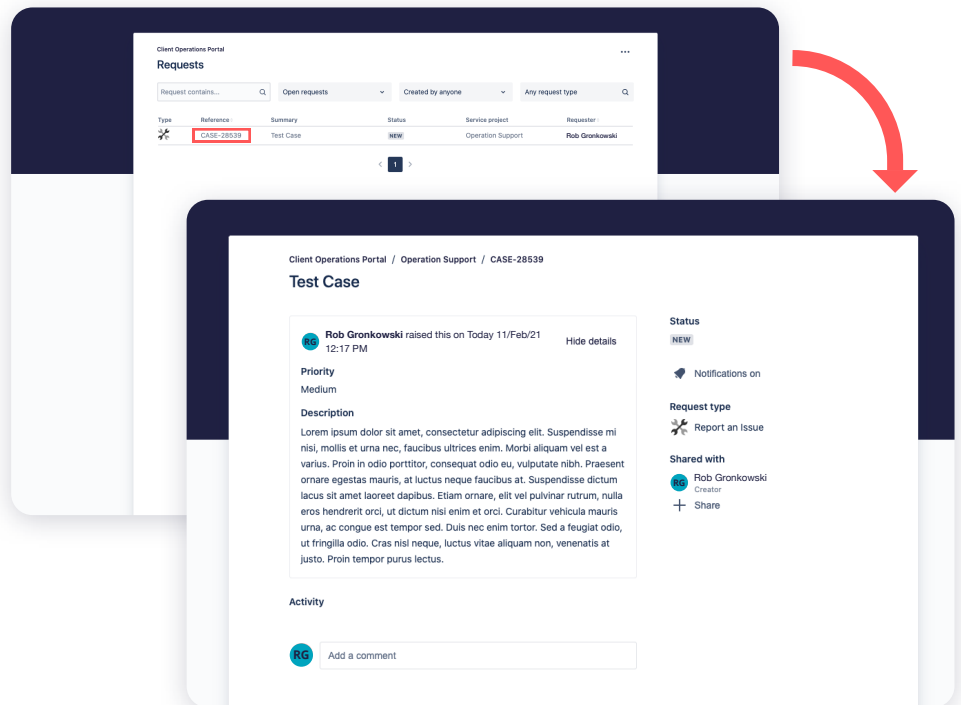 Client Operations Portal
Requests
Request contains...
Open requests
Created by anyone
Any request type
Type Reference Summary Status Service project Requester
CASE-28539 Test Case NEW Operation Support Rob Gronkowski
1
Client Operations Portal / Operation Support / CASE-28539
Test Case
RG
Rob Gronkowski raised this on Today 11/Feb/21
12:17 PM
Hide details
Priority
Medium
Description
Lorem ipsum dolor sit amet, consectetur adipiscing elit. Suspendisse mi
nisi, mollis et urna nec, faucibus ultrices enim. Morbi aliquam vel est a
varius. Proin in odio porttitor, consequat odio eu, vulputate nibh. Praesent
ornare egestas mauris, at luctus neque faucibus at. Suspendisse dictum
lacus sit amet laoreet dapibus. Etiam ornare, elit vel pulvinar rutrum, nulla
eros hendrerit orci, ut dictum nisi enim et orci. Curabitur vehicula mauris
urna, ac congue est tempor sed. Duis nec enim tortor. Sed a feugiat odio,
ut fringilla odio. Cras nisl neque, luctus vitae aliquam non, venenatis at
justo. Proin tempor purus lectus.
Activity
RG
Add a comment
Status
NEW
Notifications on
Request type
Report an Issue
Shared with
RG
Rob Gronkowski
Creator
Share